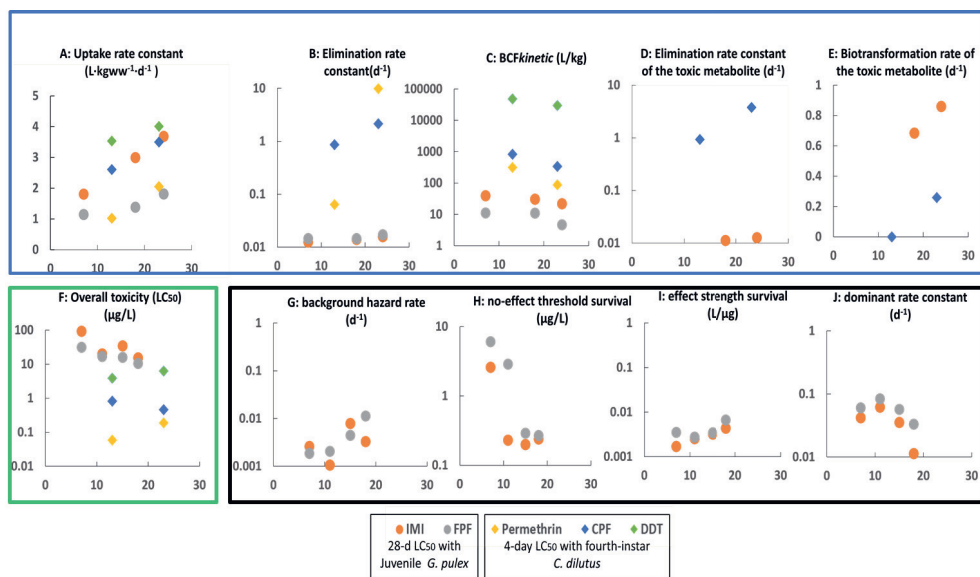 A: Uptake rate constant
(L·kgww⁻¹·d⁻¹ )
5
4
3
2
1
0
0 10 20 30
B: Elimination rate
constant(d⁻¹)
10
1
0.1
0.01
0 10 20 30
C: BCFkinetic (L/kg)
100000
10000
1000
100
10
1
0 10 20 30
D: Elimination rate constant
of the toxic metabolite (d⁻¹)
10
1
0.1
0.01
0 10 20 30
E: Biotransformation rate of
the toxic metabolite (d⁻¹)
1
0.8
0.6
0.4
0.2
0
0 10 20 30
F: Overall toxicity (LC₅₀)
(µg/L)
100
10
1
0.1
0.01
0 10 20 30
G: background hazard rate
(d⁻¹)
1
0.1
0.01
0.001
0 10 20 30
H: no-effect threshold survival
(µg/L)
10
1
0.1
0 10 20 30
I: effect strength survival
(L/µg)
1
0.1
0.01
0.001
0 10 20 30
J: dominant rate constant
(d⁻¹)
1
0.1
0.01
0 10 20 30
IMI FPF
28-d LC₅₀ with
Juvenile G. pulex
Permethrin CPF DDT
4-day LC₅₀ with fourth-instar
C. dilutus